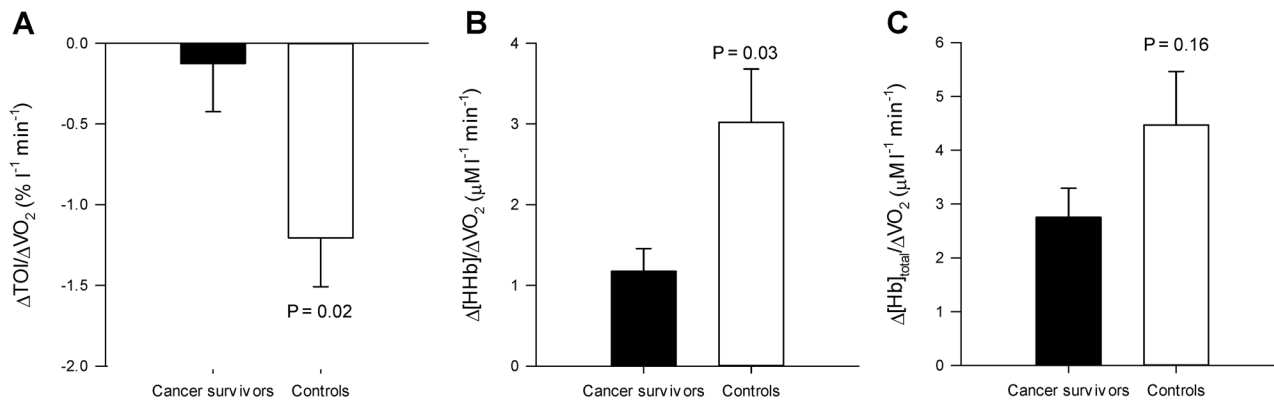 A
ΔTOI/ΔVO₂ (% l⁻¹ min⁻¹)
0.0
-0.5
-1.0
-1.5
-2.0
P = 0.02
Cancer survivors
Controls
B
Δ[HHb]/ΔVO₂ (μM l⁻¹ min⁻¹)
4
3
2
1
0
P = 0.03
Cancer survivors
Controls
C
Δ[Hb]total/ΔVO₂ (μM l⁻¹ min⁻¹)
6
5
4
3
2
1
0
P = 0.16
Cancer survivors
Controls